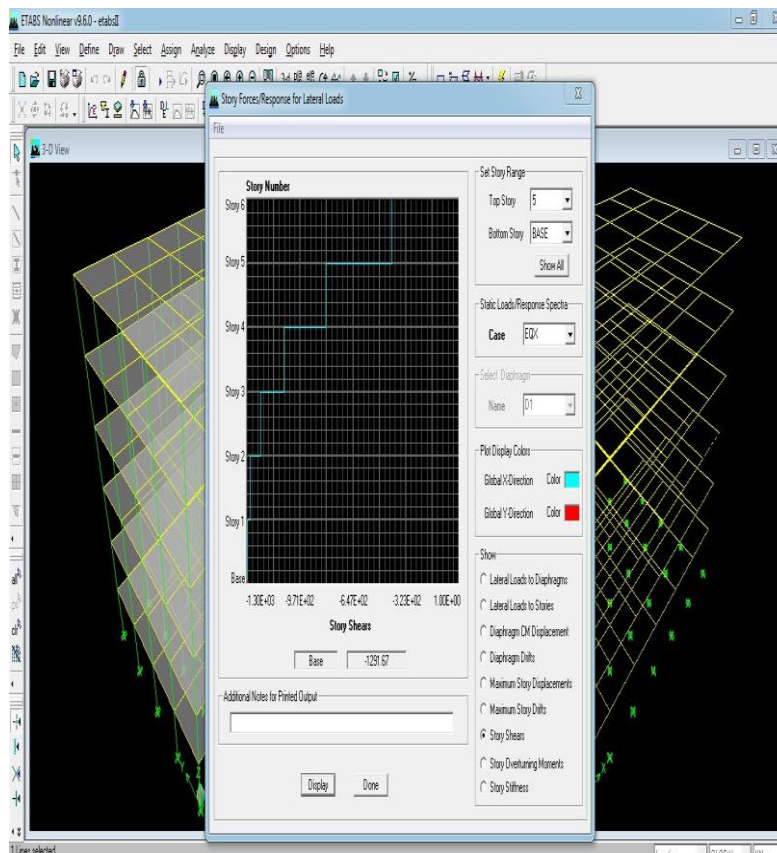 ETABS Nonlinear v9.6.0 - etabsII
File Edit View Define Draw Select Assign Analyze Display Design Options Help
3-D View
Story Forces/Response for Lateral Loads
File
Story Number
Story 6
Story 5
Story 4
Story 3
Story 2
Story 1
Base
-1.30E+03 -9.71E+02 -6.47E+02 -3.23E+02 1.00E+00
Story Shears
Base -1291.67
Additional Notes for Printed Output
Display Done
Set Story Range
Top Story 5
Bottom Story BASE
Show All
Static Loads/Response Spectra
Case EQX
Select Diaphragm
Name D1
Plot Display Colors
Global X-Direction Color
Global Y-Direction Color
Show
Lateral Loads to Diaphragms
Lateral Loads to Stories
Diaphragm CM Displacement
Diaphragm Drifts
Maximum Story Displacements
Maximum Story Drifts
Story Shears
Story Overturning Moments
Story Stiffness
1 Lines selected